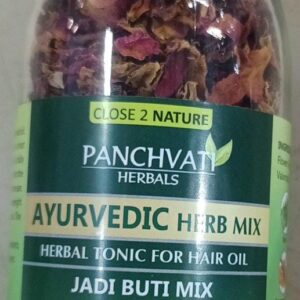 CLOSE 2 NATURE
PANCHVATI
HERBALS
AYURVEDIC HERB MIX
HERBAL TONIC FOR HAIR OIL
JADI BUTI MIX